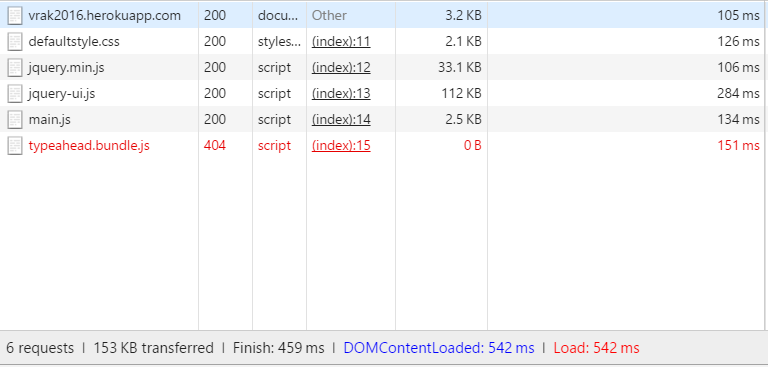 vrak2016.herokuapp.com 200 docu... Other 3.2 KB 105 ms
defaultstyle.css 200 styles... (index):11 2.1 KB 126 ms
jquery.min.js 200 script (index):12 33.1 KB 106 ms
jquery-ui.js 200 script (index):13 112 KB 284 ms
main.js 200 script (index):14 2.5 KB 134 ms
typeahead.bundle.js 404 script (index):15 0 B 151 ms
6 requests | 153 KB transferred | Finish: 459 ms | DOMContentLoaded: 542 ms | Load: 542 ms